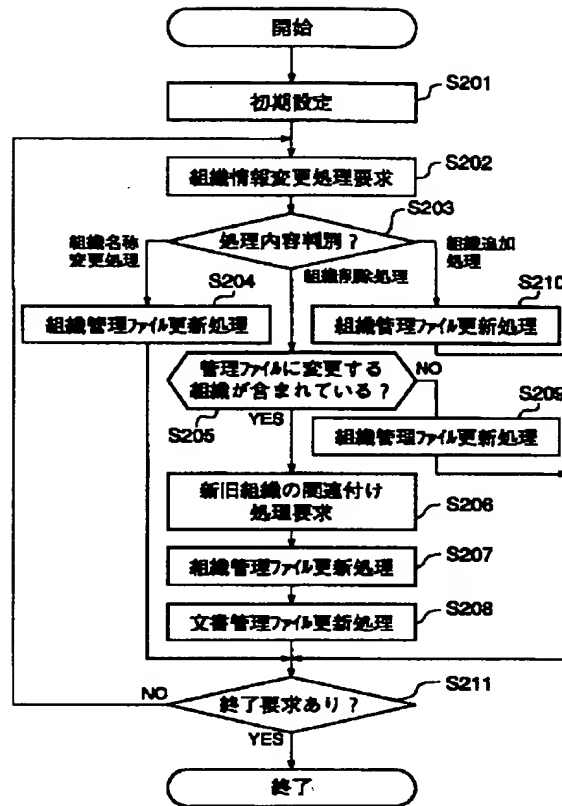 開始
初期設定
S201
組織情報変更処理要求
S202
処理内容判別？
S203
組織名称
変更処理
組織削除処理
組織追加
処理
組織管理ファイル更新処理
S204
組織管理ファイル更新処理
S210
管理ファイルに変更する
組織が含まれている？
S205
YES
NO
組織管理ファイル更新処理
S209
新旧組織の関連付け
処理要求
S206
組織管理ファイル更新処理
S207
文書管理ファイル更新処理
S208
終了要求あり？
S211
NO
YES
終了